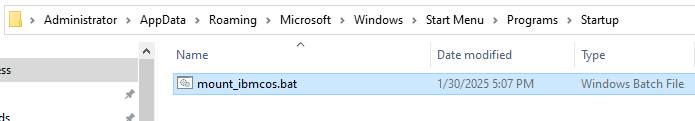 Administrator > AppData > Roaming > Microsoft > Windows > Start Menu > Programs > Startup
Name Date modified Type
ess
mount_ibmcos.bat 1/30/2025 5:07 PM Windows Batch File
ds